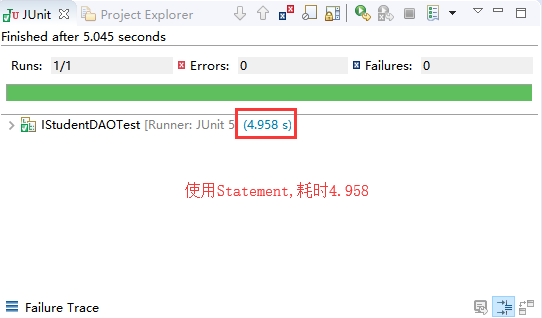 JUnit Project Explorer
Finished after 5.045 seconds
Runs: 1/1 Errors: 0 Failures: 0
IStudentDAOTest [Runner: JUnit 5] (4.958 s)
使用Statement,耗时4.958
Failure Trace